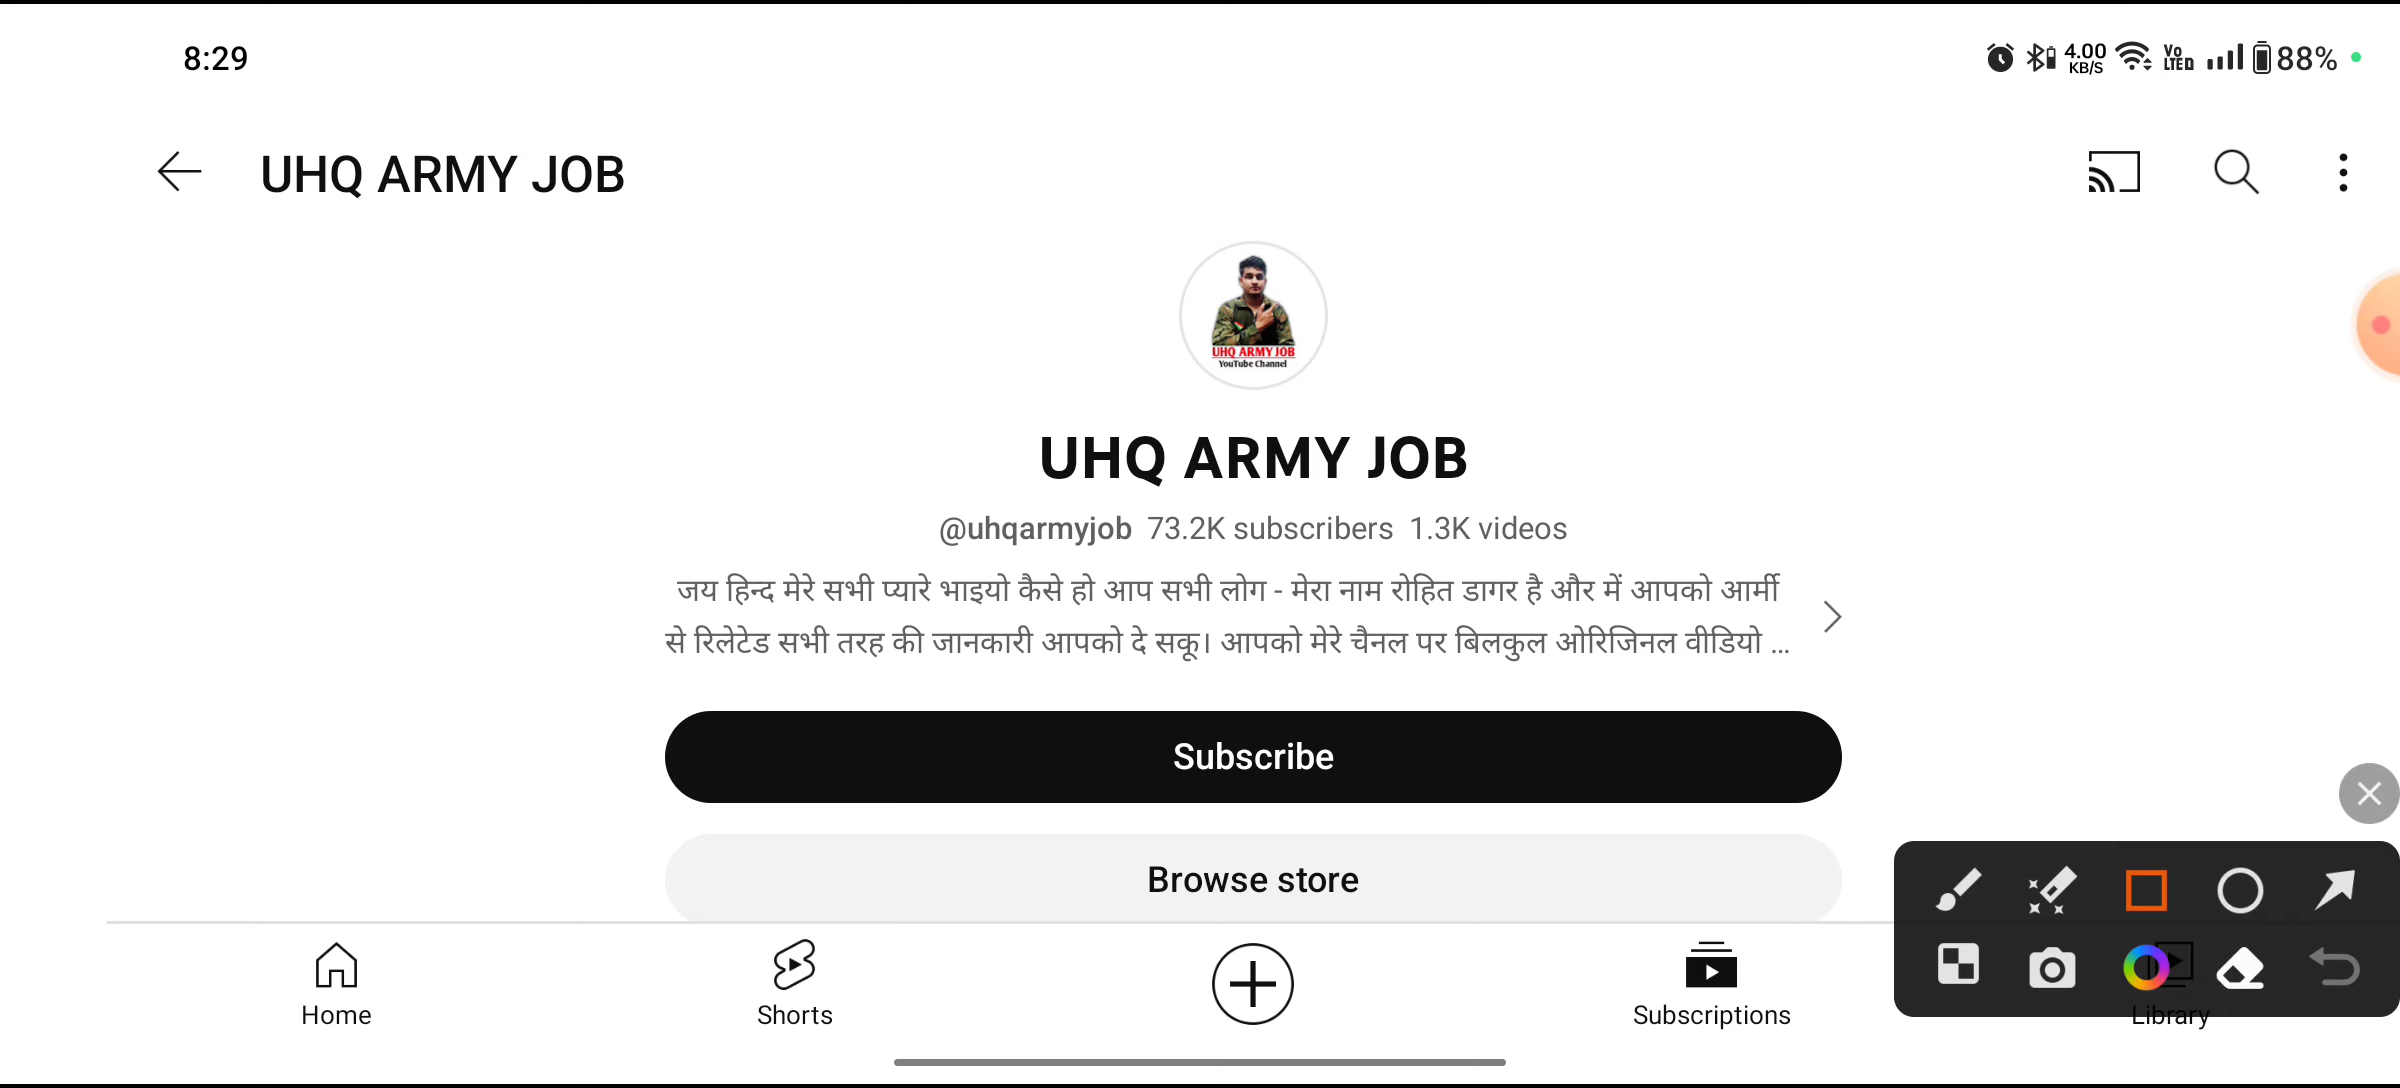 8:29
4.00
KB/S
Vo
LTE
88%
UHQ ARMY JOB
UHQ ARMY JOB
YouTube Channel
UHQ ARMY JOB
@uhqarmyjob 73.2K subscribers 1.3K videos
जय हिन्द मेरे सभी प्यारे भाइयो कैसे हो आप सभी लोग - मेरा नाम रोहित डागर है और में आपको आर्मी
से रिलेटेड सभी तरह की जानकारी आपको दे सकू। आपको मेरे चैनल पर बिलकुल ओरिजिनल वीडियो ...
Subscribe
Browse store
Home
Shorts
Subscriptions
Library